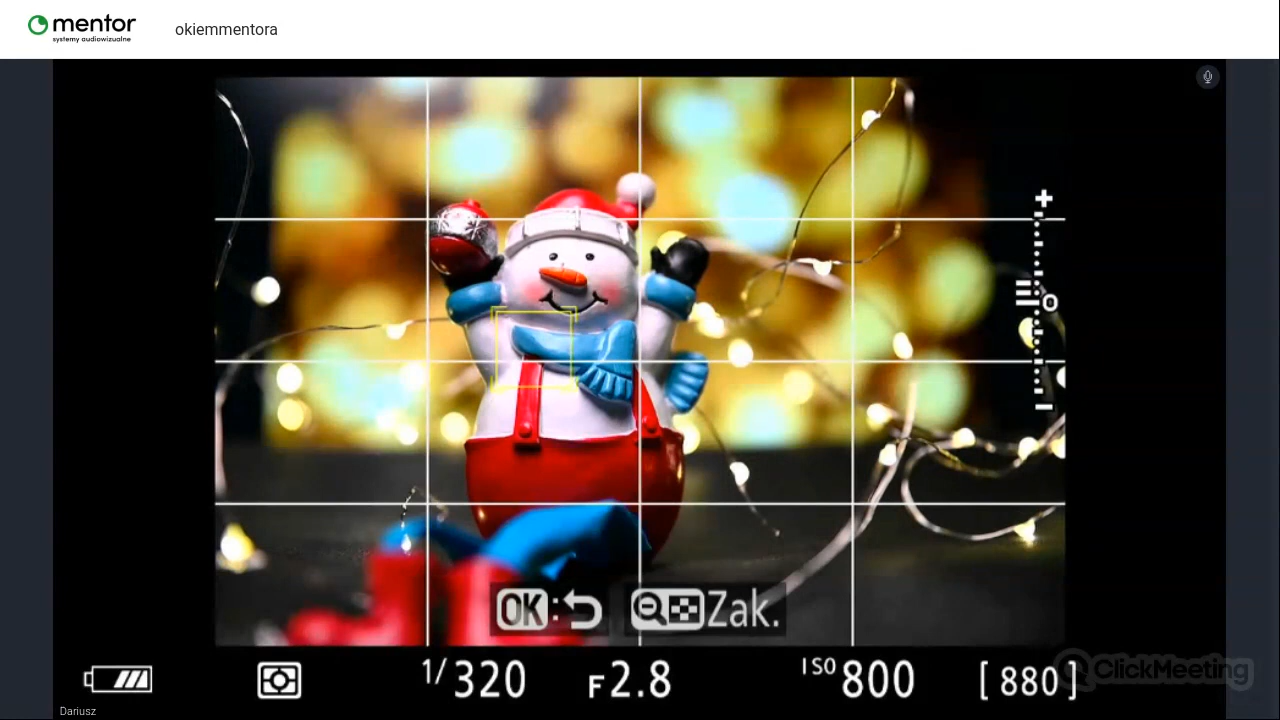 mentor
systemy audiowizualne
okiemmentora
OK : Zak.
1/320 F2.8 ISO 800 [880]
ClickMeeting
Dariusz